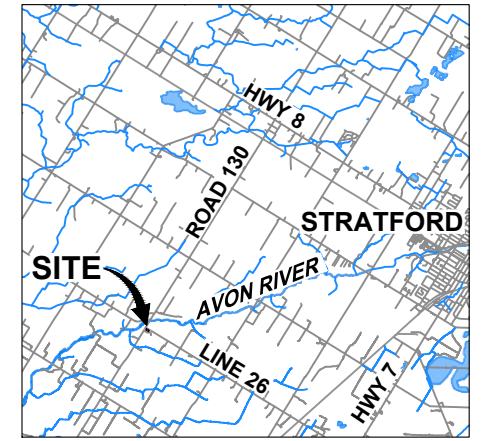 HWY 8
ROAD 130
STRATFORD
SITE
AVON RIVER
LINE 26
HWY 7